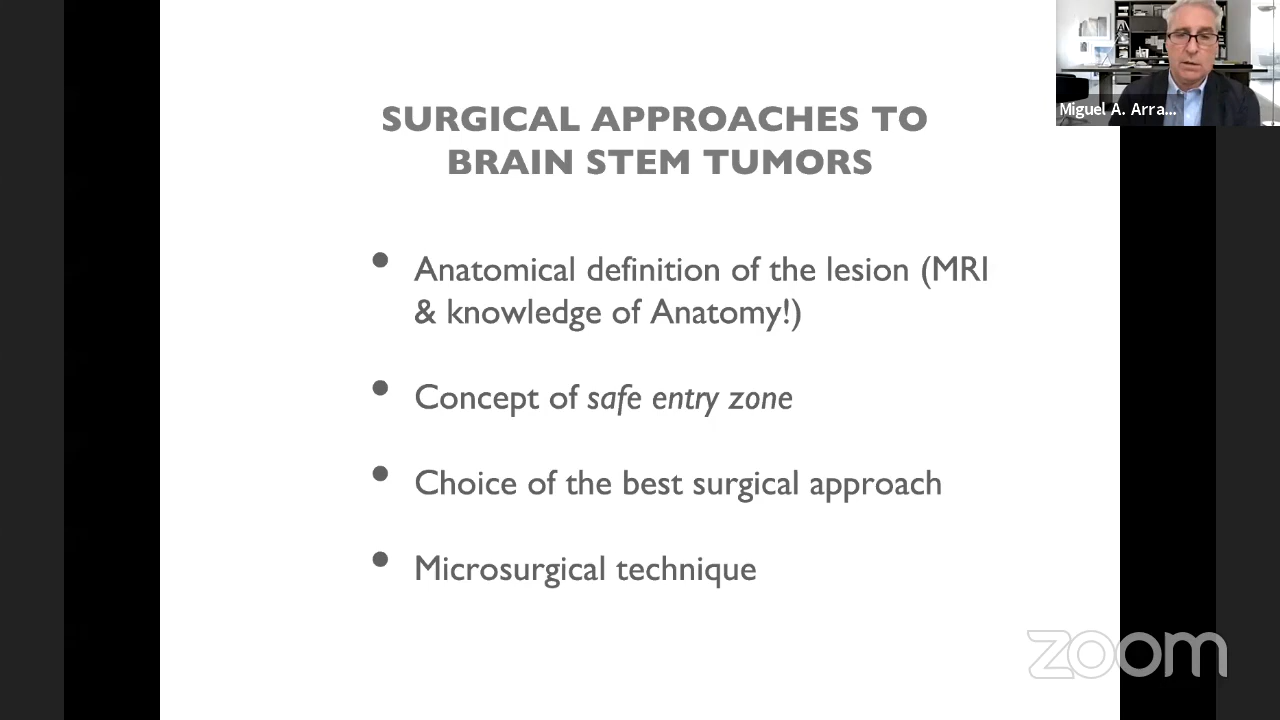 Miguel A. Arra...
SURGICAL APPROACHES TO
BRAIN STEM TUMORS
• Anatomical definition of the lesion (MRI
& knowledge of Anatomy!)
• Concept of safe entry zone
• Choice of the best surgical approach
• Microsurgical technique
zoom